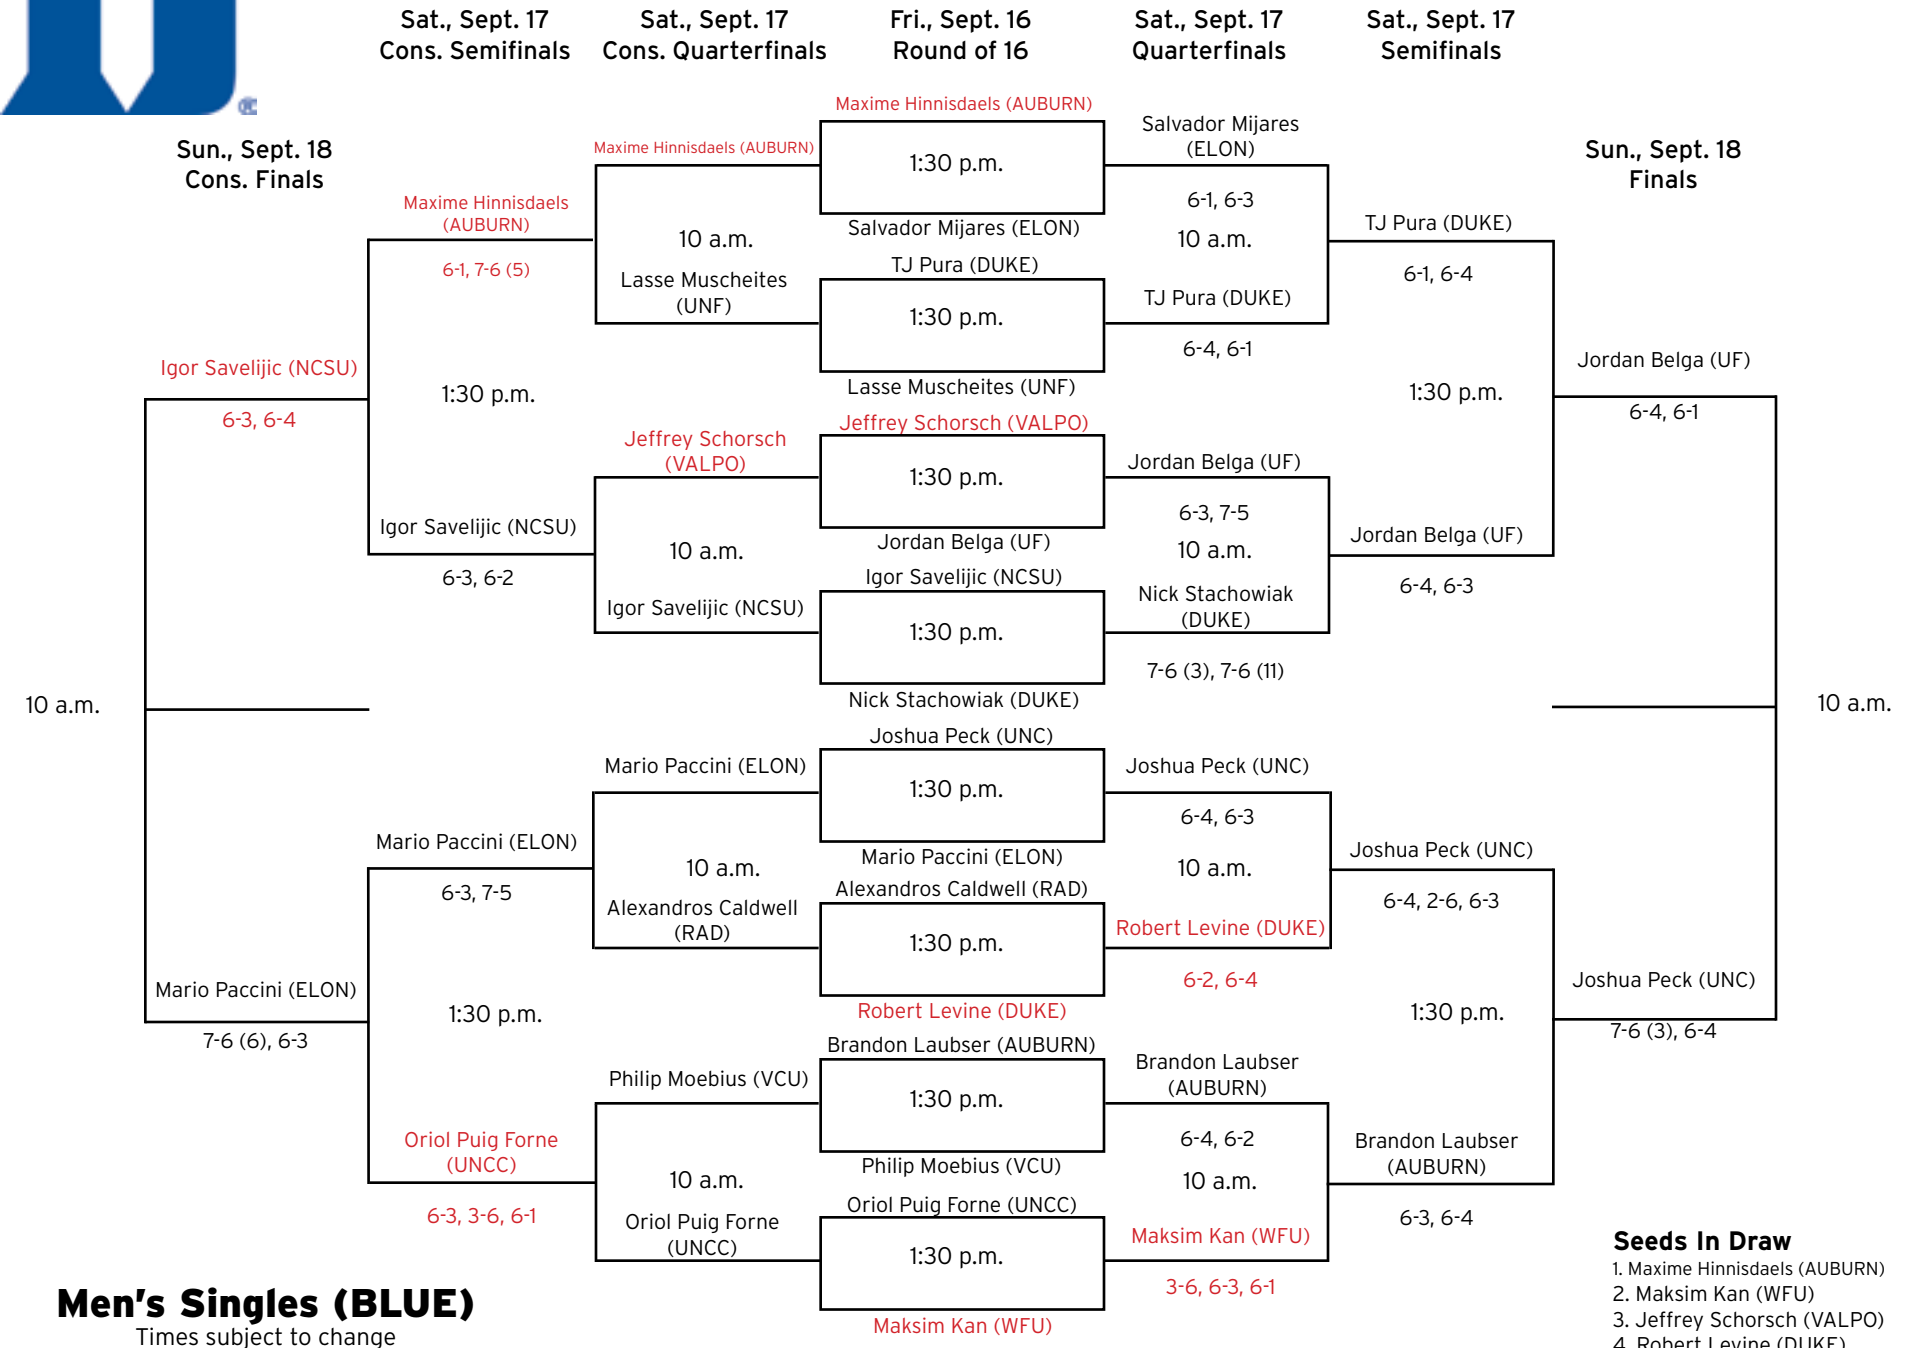 Sat., Sept. 17
Cons. Semifinals
Sat., Sept. 17
Cons. Quarterfinals
Fri., Sept. 16
Round of 16
Sat., Sept. 17
Quarterfinals
Sat., Sept. 17
Semifinals
Sun., Sept. 18
Cons. Finals
Sun., Sept. 18
Finals
10 a.m.
Igor Savelijic (NCSU)
6-3, 6-4
Mario Paccini (ELON)
7-6 (6), 6-3
Maxime Hinnisdaels
(AUBURN)
6-1, 7-6 (5)
1:30 p.m.
Igor Savelijic (NCSU)
6-3, 6-2
Mario Paccini (ELON)
6-3, 7-5
1:30 p.m.
Oriol Puig Forne
(UNCC)
6-3, 3-6, 6-1
Maxime Hinnisdaels (AUBURN)
10 a.m.
Lasse Muscheites
(UNF)
Jeffrey Schorsch
(VALPO)
10 a.m.
Igor Savelijic (NCSU)
Mario Paccini (ELON)
10 a.m.
Alexandros Caldwell
(RAD)
Philip Moebius (VCU)
10 a.m.
Oriol Puig Forne
(UNCC)
Maxime Hinnisdaels (AUBURN)
1:30 p.m.
Salvador Mijares (ELON)
TJ Pura (DUKE)
1:30 p.m.
Lasse Muscheites (UNF)
Jeffrey Schorsch (VALPO)
1:30 p.m.
Jordan Belga (UF)
Igor Savelijic (NCSU)
1:30 p.m.
Nick Stachowiak (DUKE)
Joshua Peck (UNC)
1:30 p.m.
Mario Paccini (ELON)
Alexandros Caldwell (RAD)
1:30 p.m.
Robert Levine (DUKE)
Brandon Laubser (AUBURN)
1:30 p.m.
Philip Moebius (VCU)
Oriol Puig Forne (UNCC)
1:30 p.m.
Maksim Kan (WFU)
Salvador Mijares
(ELON)
6-1, 6-3
10 a.m.
TJ Pura (DUKE)
6-4, 6-1
Jordan Belga (UF)
6-3, 7-5
10 a.m.
Nick Stachowiak
(DUKE)
7-6 (3), 7-6 (11)
Joshua Peck (UNC)
6-4, 6-3
10 a.m.
Robert Levine (DUKE)
6-2, 6-4
Brandon Laubser
(AUBURN)
6-4, 6-2
10 a.m.
Maksim Kan (WFU)
3-6, 6-3, 6-1
TJ Pura (DUKE)
6-1, 6-4
1:30 p.m.
Jordan Belga (UF)
6-4, 6-3
Joshua Peck (UNC)
6-4, 2-6, 6-3
1:30 p.m.
Brandon Laubser
(AUBURN)
6-3, 6-4
Jordan Belga (UF)
6-4, 6-1
Joshua Peck (UNC)
7-6 (3), 6-4
10 a.m.
Men's Singles (BLUE)
Times subject to change
Seeds In Draw
1. Maxime Hinnisdaels (AUBURN)
2. Maksim Kan (WFU)
3. Jeffrey Schorsch (VALPO)
4. Robert Levine (DUKE)